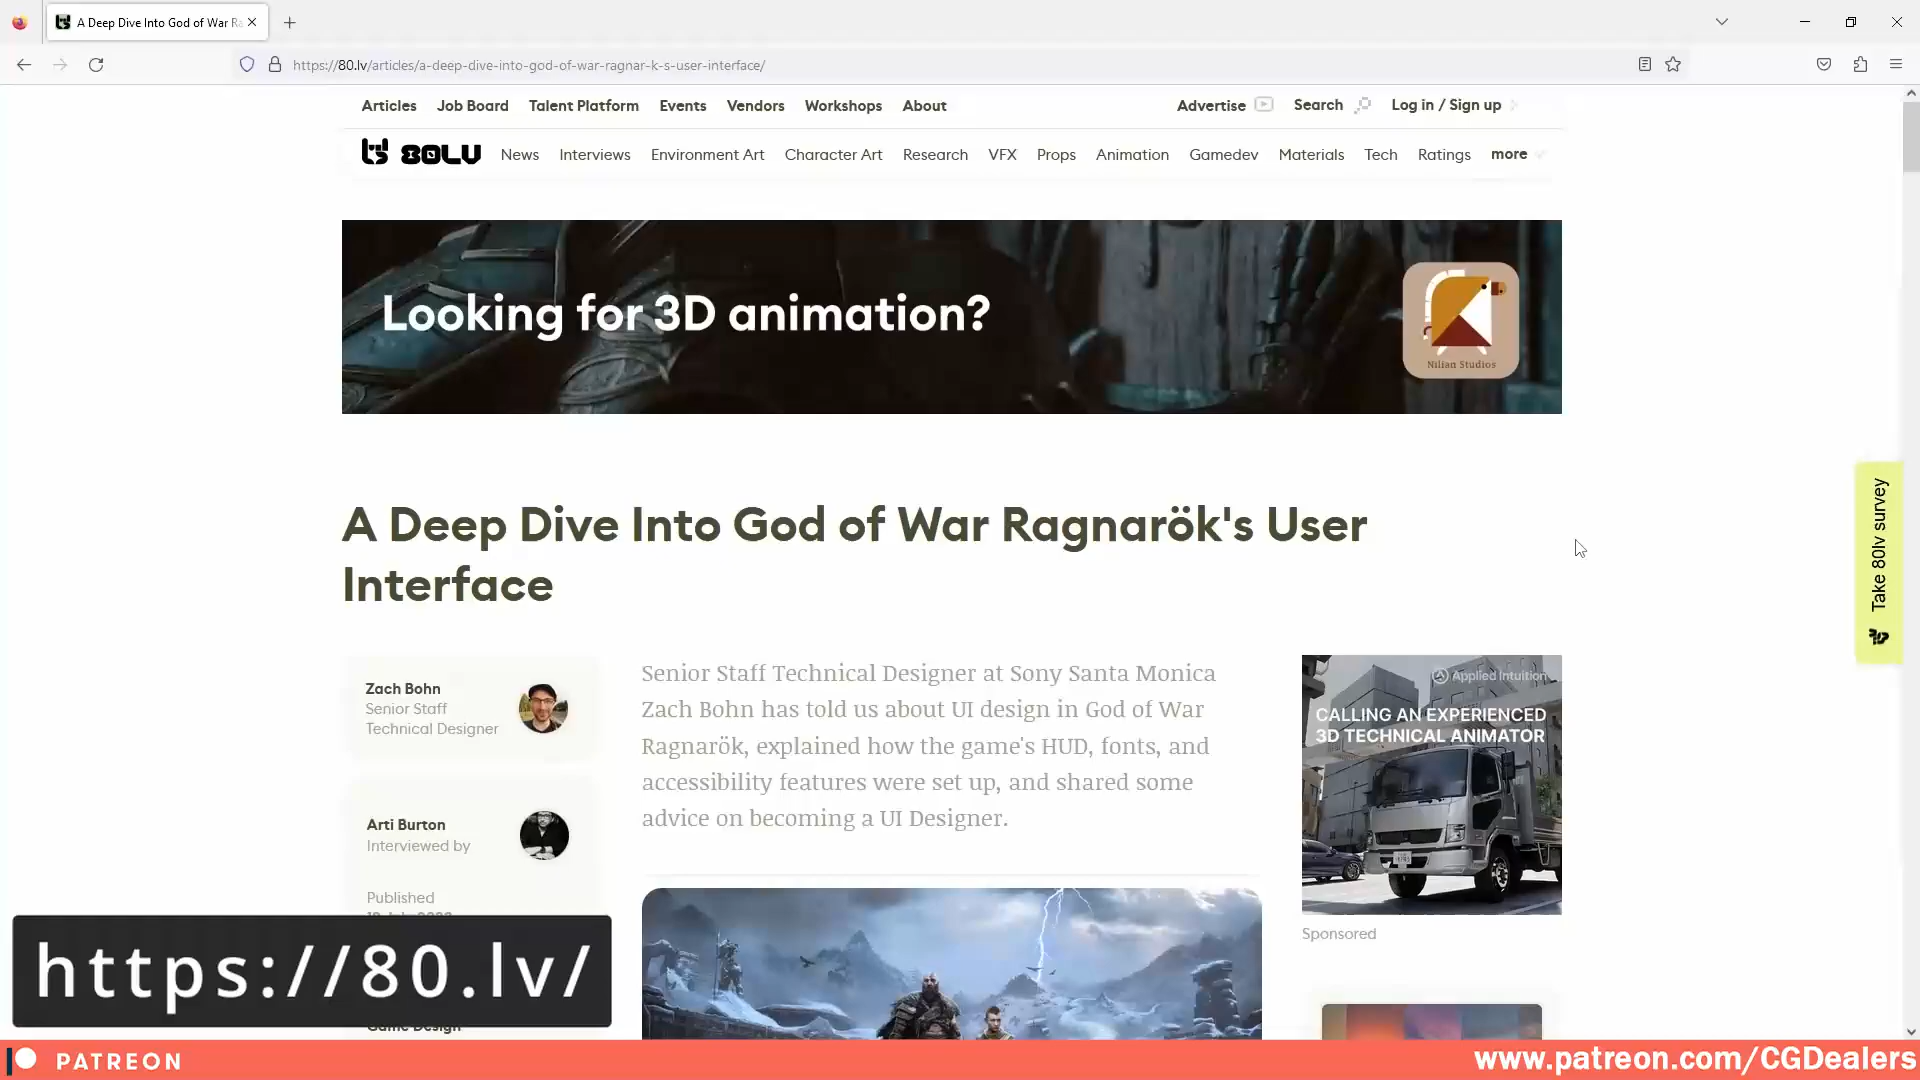 A Deep Dive Into God of War Ra
https://80.lv/articles/a-deep-dive-into-god-of-war-ragnar-k-s-user-interface/
Articles Job Board Talent Platform Events Vendors Workshops About Advertise Search Log in / Sign up
80LV News Interviews Environment Art Character Art Research VFX Props Animation Gamedev Materials Tech Ratings more
Looking for 3D animation?
Nilian Studios
A Deep Dive Into God of War Ragnarök's User
Interface
Take 80lv survey
Zach Bohn
Senior Staff
Technical Designer
Arti Burton
Interviewed by
Published
Game Design
Senior Staff Technical Designer at Sony Santa Monica
Zach Bohn has told us about UI design in God of War
Ragnarök, explained how the game's HUD, fonts, and
accessibility features were set up, and shared some
advice on becoming a UI Designer.
Applied Intuition
CALLING AN EXPERIENCED
3D TECHNICAL ANIMATOR
Sponsored
https://80.lv/
PATREON
www.patreon.com/CGDealers